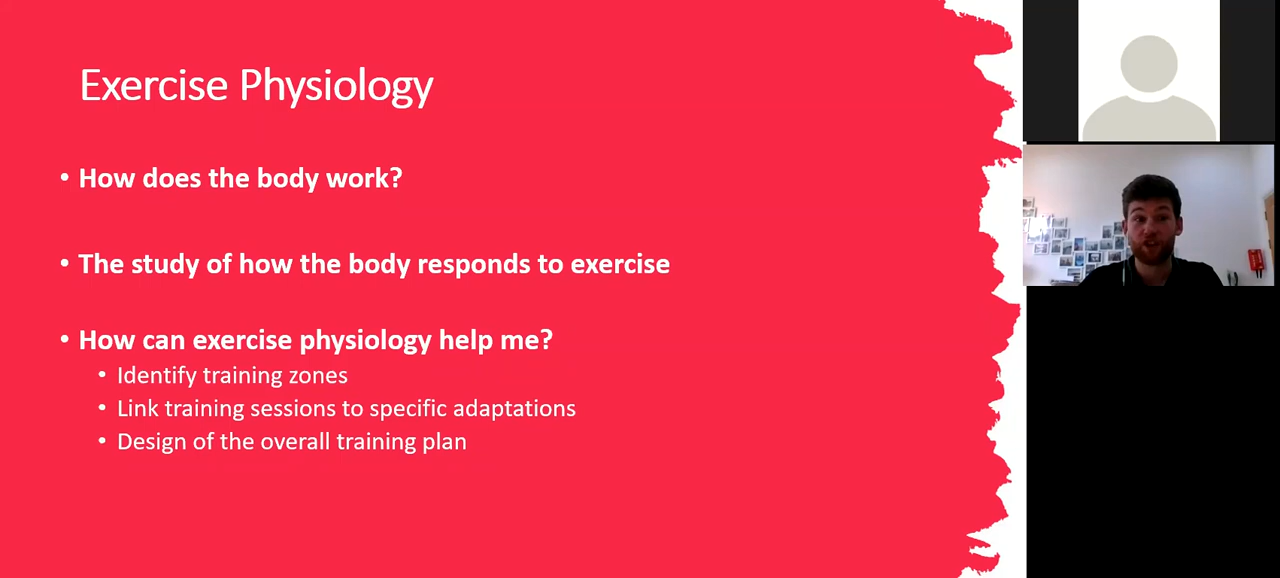 Exercise Physiology
• How does the body work?
• The study of how the body responds to exercise
• How can exercise physiology help me?
• Identify training zones
• Link training sessions to specific adaptations
• Design of the overall training plan